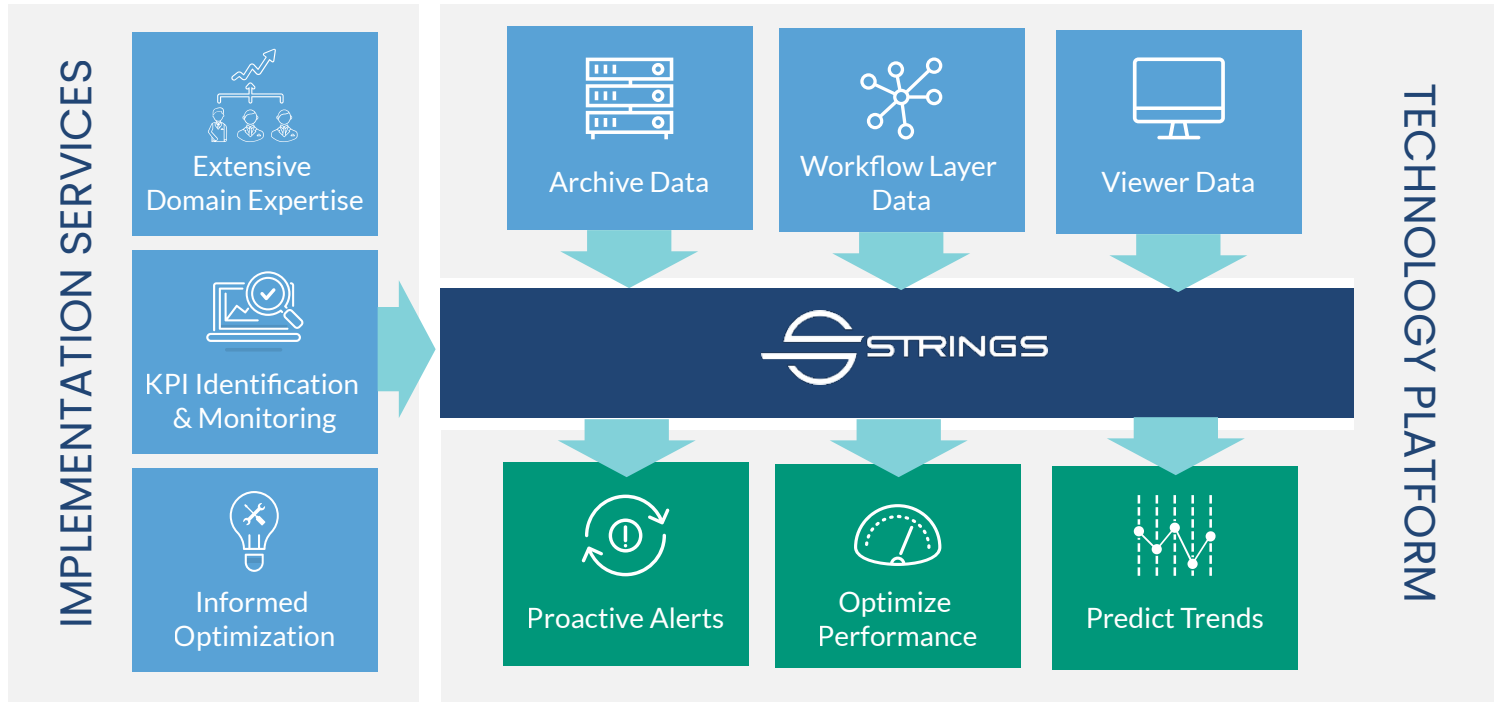 IMPLEMENTATION SERVICES
Extensive
Domain Expertise
KPI Identification
& Monitoring
Informed
Optimization
Archive Data
Workflow Layer
Data
Viewer Data
STRINGS
Proactive Alerts
Optimize
Performance
Predict Trends
TECHNOLOGY PLATFORM